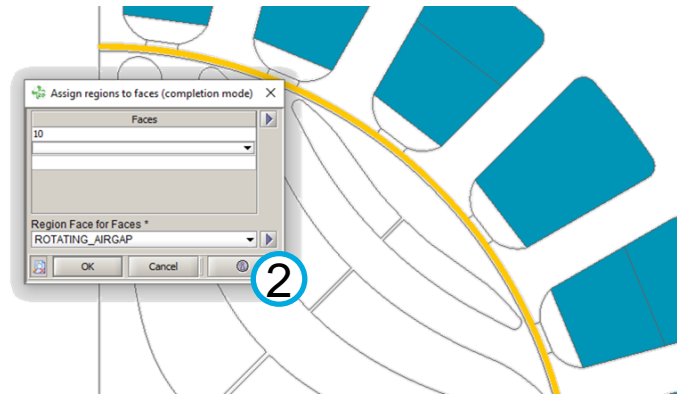 Assign regions to faces (completion mode)
Faces
10
Region Face for Faces *
ROTATING_AIRGAP
OK
Cancel
2